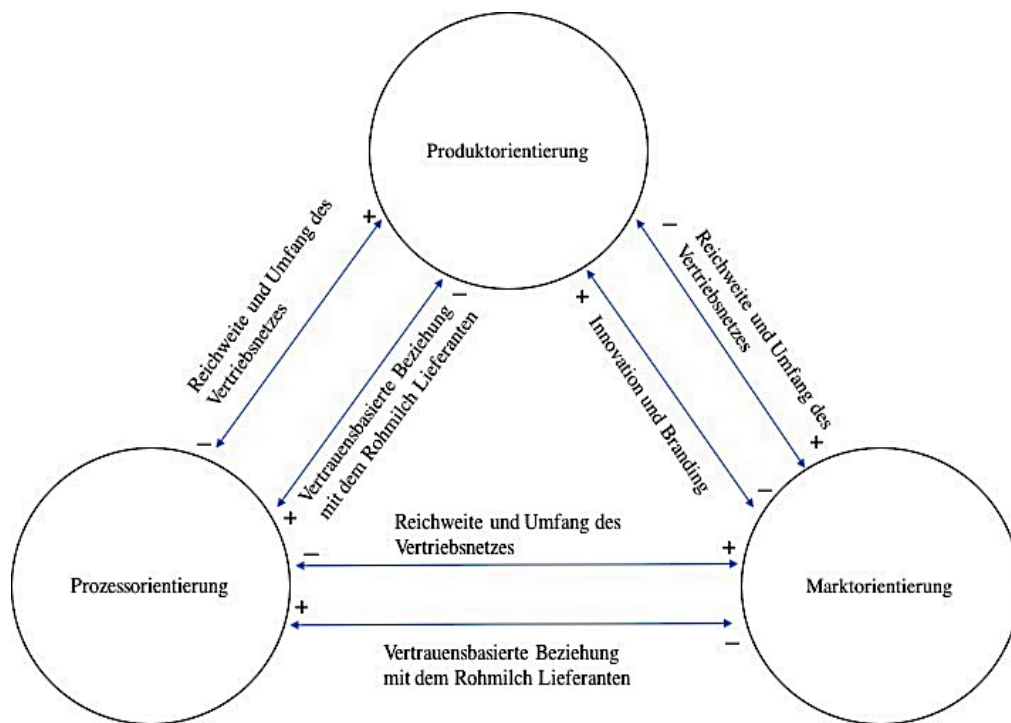 Produktorientierung
+
−
Reichweite und Umfang des
Vertriebsnetzes
−
Vertrauensbasierte Beziehung
mit dem Rohmilch Lieferanten
+
Innovation und Branding
Reichweite und Umfang des
Vertriebsnetzes
−
+
+
−
Reichweite und Umfang des
Vertriebsnetzes
−
+
Prozessorientierung
Marktorientierung
+
−
Vertrauensbasierte Beziehung
mit dem Rohmilch Lieferanten